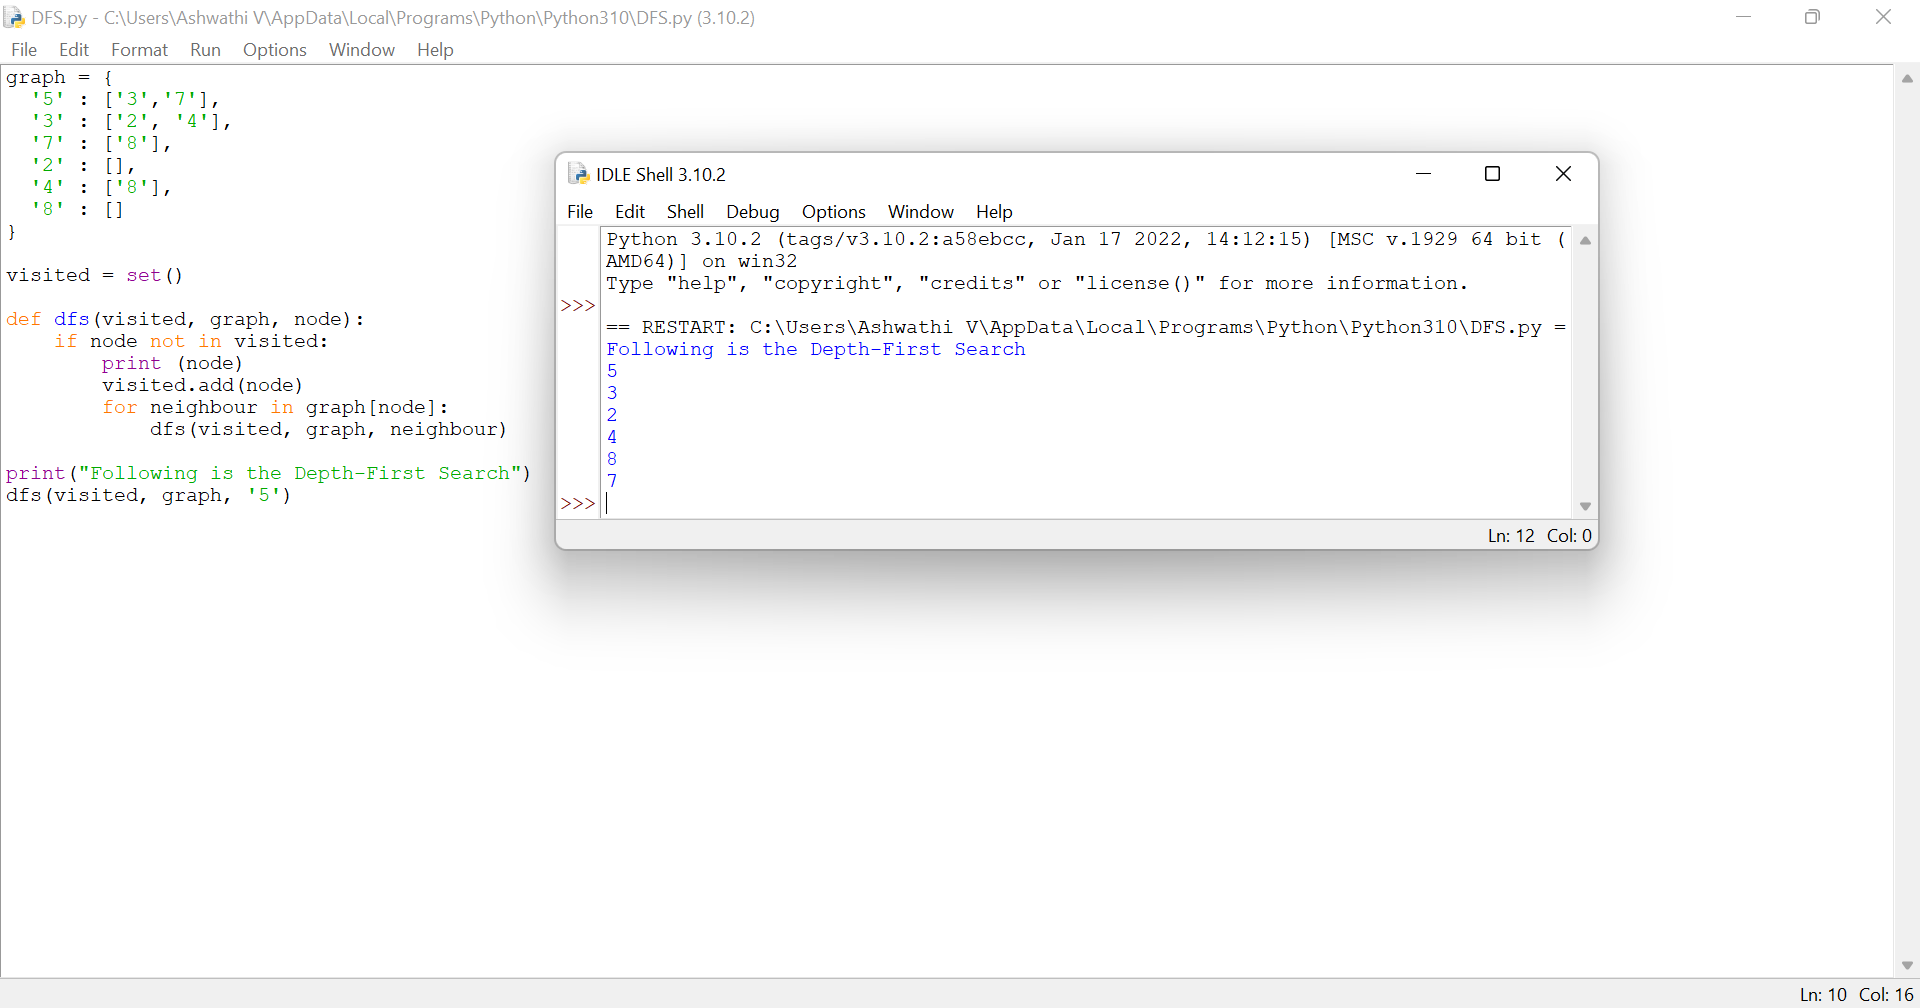 DFS.py - C:\Users\Ashwathi V\AppData\Local\Programs\Python\Python310\DFS.py (3.10.2)
File Edit Format Run Options Window Help
graph = {
  '5' : ['3','7'],
  '3' : ['2', '4'],
  '7' : ['8'],
  '2' : [],
  '4' : ['8'],
  '8' : []
}
visited = set()
def dfs(visited, graph, node):
    if node not in visited:
        print (node)
        visited.add(node)
        for neighbour in graph[node]:
            dfs(visited, graph, neighbour)
print("Following is the Depth-First Search")
dfs(visited, graph, '5')
IDLE Shell 3.10.2
File Edit Shell Debug Options Window Help
Python 3.10.2 (tags/v3.10.2:a58ebcc, Jan 17 2022, 14:12:15) [MSC v.1929 64 bit (
AMD64)] on win32
Type "help", "copyright", "credits" or "license()" for more information.
>>>
== RESTART: C:\Users\Ashwathi V\AppData\Local\Programs\Python\Python310\DFS.py =
Following is the Depth-First Search
5
3
2
4
8
7
>>>
Ln: 12 Col: 0
Ln: 10 Col: 16